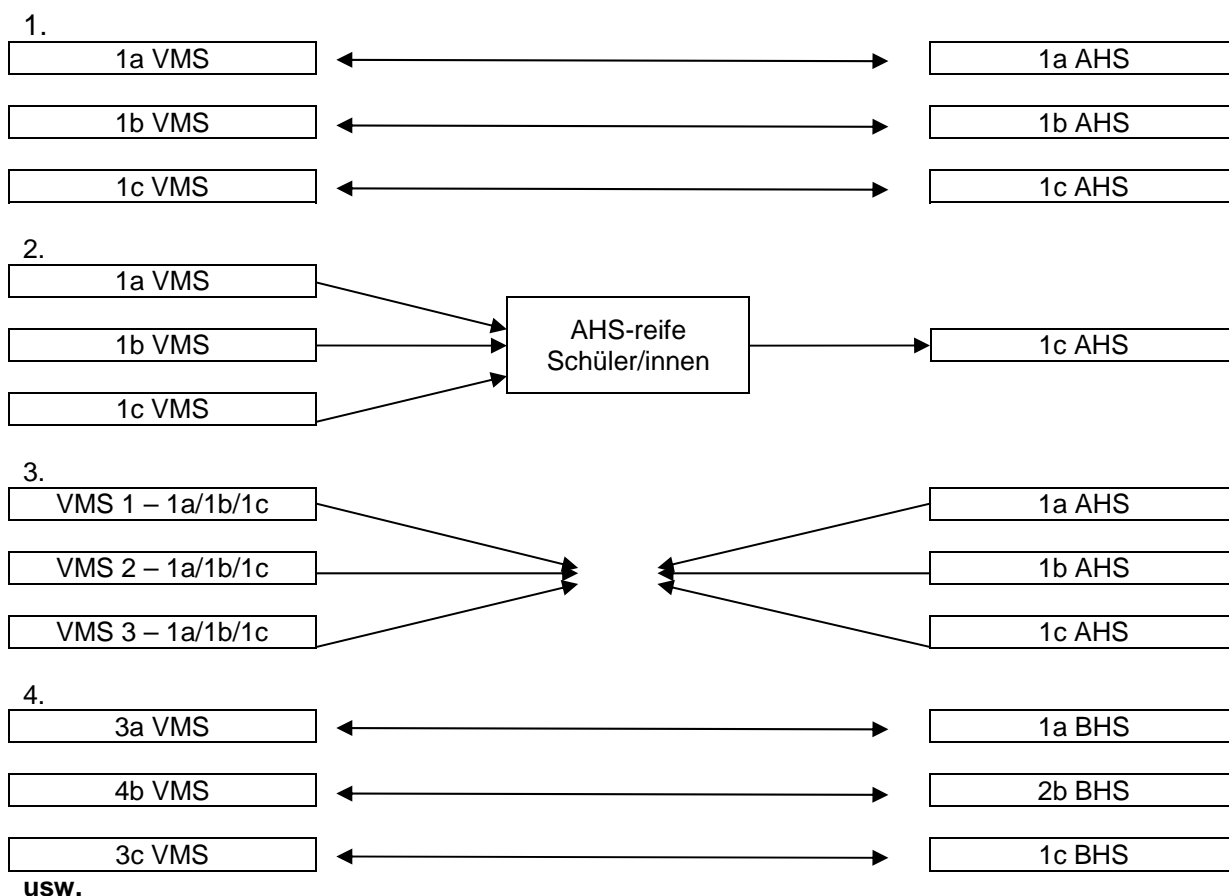 1.
1a VMS 1a AHS
1b VMS 1b AHS
1c VMS 1c AHS
2.
1a VMS
AHS-reife
1b VMS Schüler/innen 1c AHS
1c VMS
3.
VMS 1 – 1a/1b/1c 1a AHS
VMS 2 – 1a/1b/1c 1b AHS
VMS 3 – 1a/1b/1c 1c AHS
4.
3a VMS 1a BHS
4b VMS 2b BHS
3c VMS 1c BHS
usw.